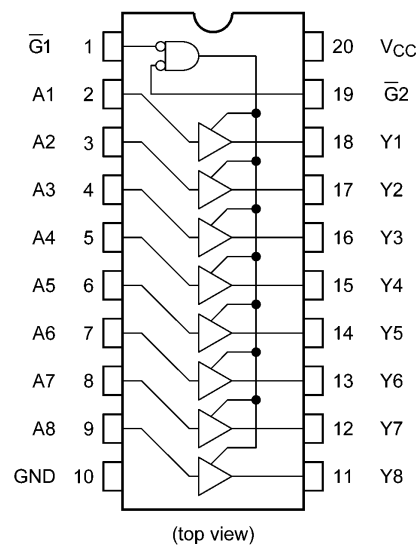 G̅1 1 20 VCC
A1 2 19 G̅2
A2 3 18 Y1
A3 4 17 Y2
A4 5 16 Y3
A5 6 15 Y4
A6 7 14 Y5
A7 8 13 Y6
A8 9 12 Y7
GND 10 11 Y8
(top view)